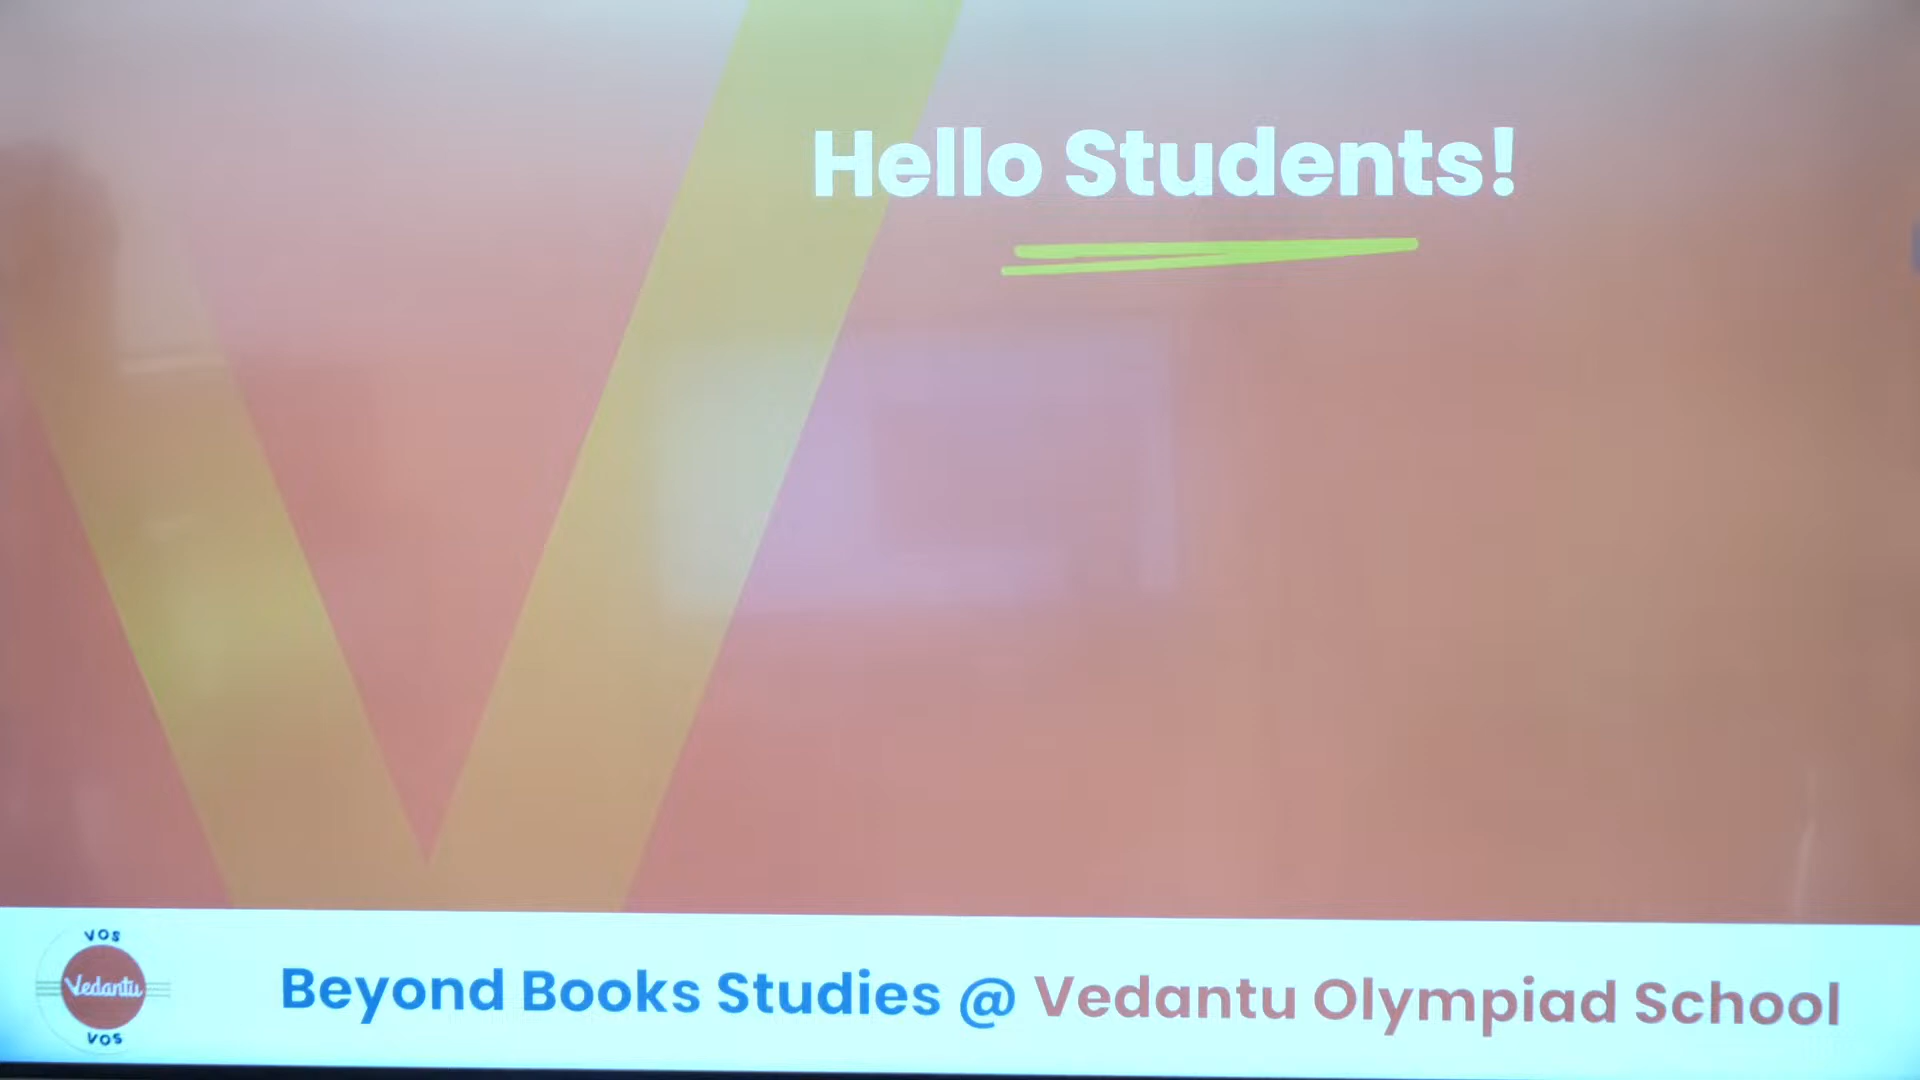 Hello Students!
VOS
Vedantu
VOS
Beyond Books Studies @ Vedantu Olympiad School